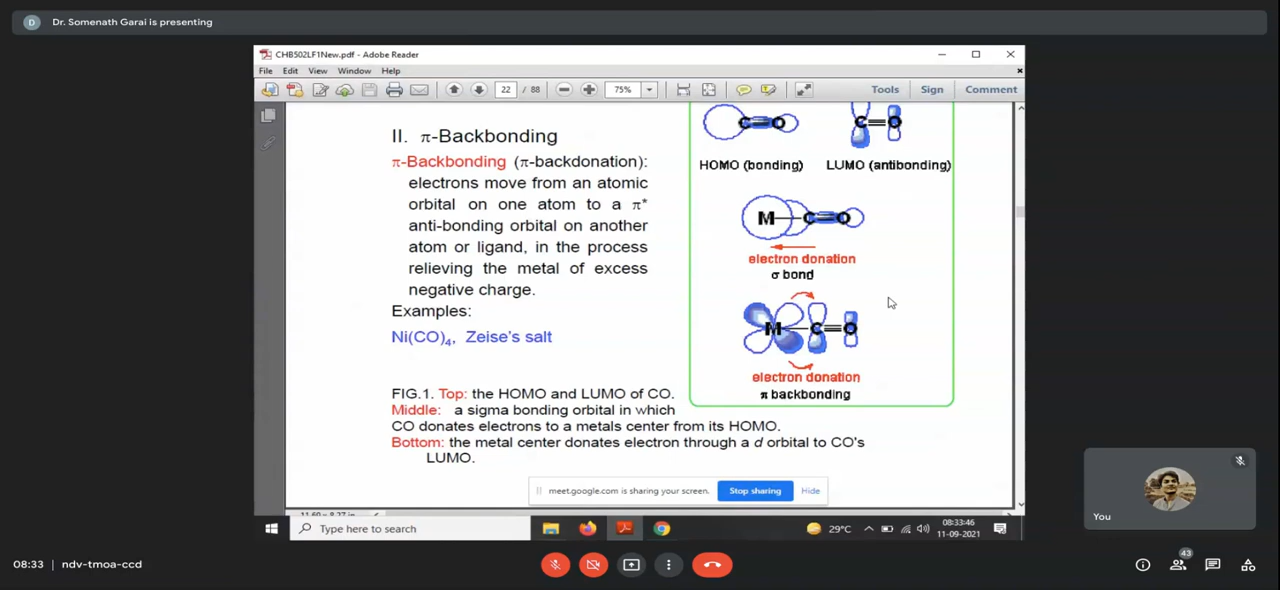 D Dr. Somenath Garai is presenting
CHB502LF1New.pdf - Adobe Reader
File Edit View Window Help
22 / 88 75% Tools Sign Comment
II. π-Backbonding
π-Backbonding (π-backdonation):
electrons move from an atomic
orbital on one atom to a π*
anti-bonding orbital on another
atom or ligand, in the process
relieving the metal of excess
negative charge.
Examples:
Ni(CO)₄, Zeise's salt
C=O C=O
HOMO (bonding) LUMO (antibonding)
M—C=O
electron donation
σ bond
M—C=O
electron donation
π backbonding
FIG.1. Top: the HOMO and LUMO of CO.
Middle: a sigma bonding orbital in which
CO donates electrons to a metals center from its HOMO.
Bottom: the metal center donates electron through a d orbital to CO's
LUMO.
meet.google.com is sharing your screen. Stop sharing Hide
11.69 x 8.27 in
Type here to search 29°C 08:33:46
11-09-2021
You
08:33 | ndv-tmoa-ccd 43